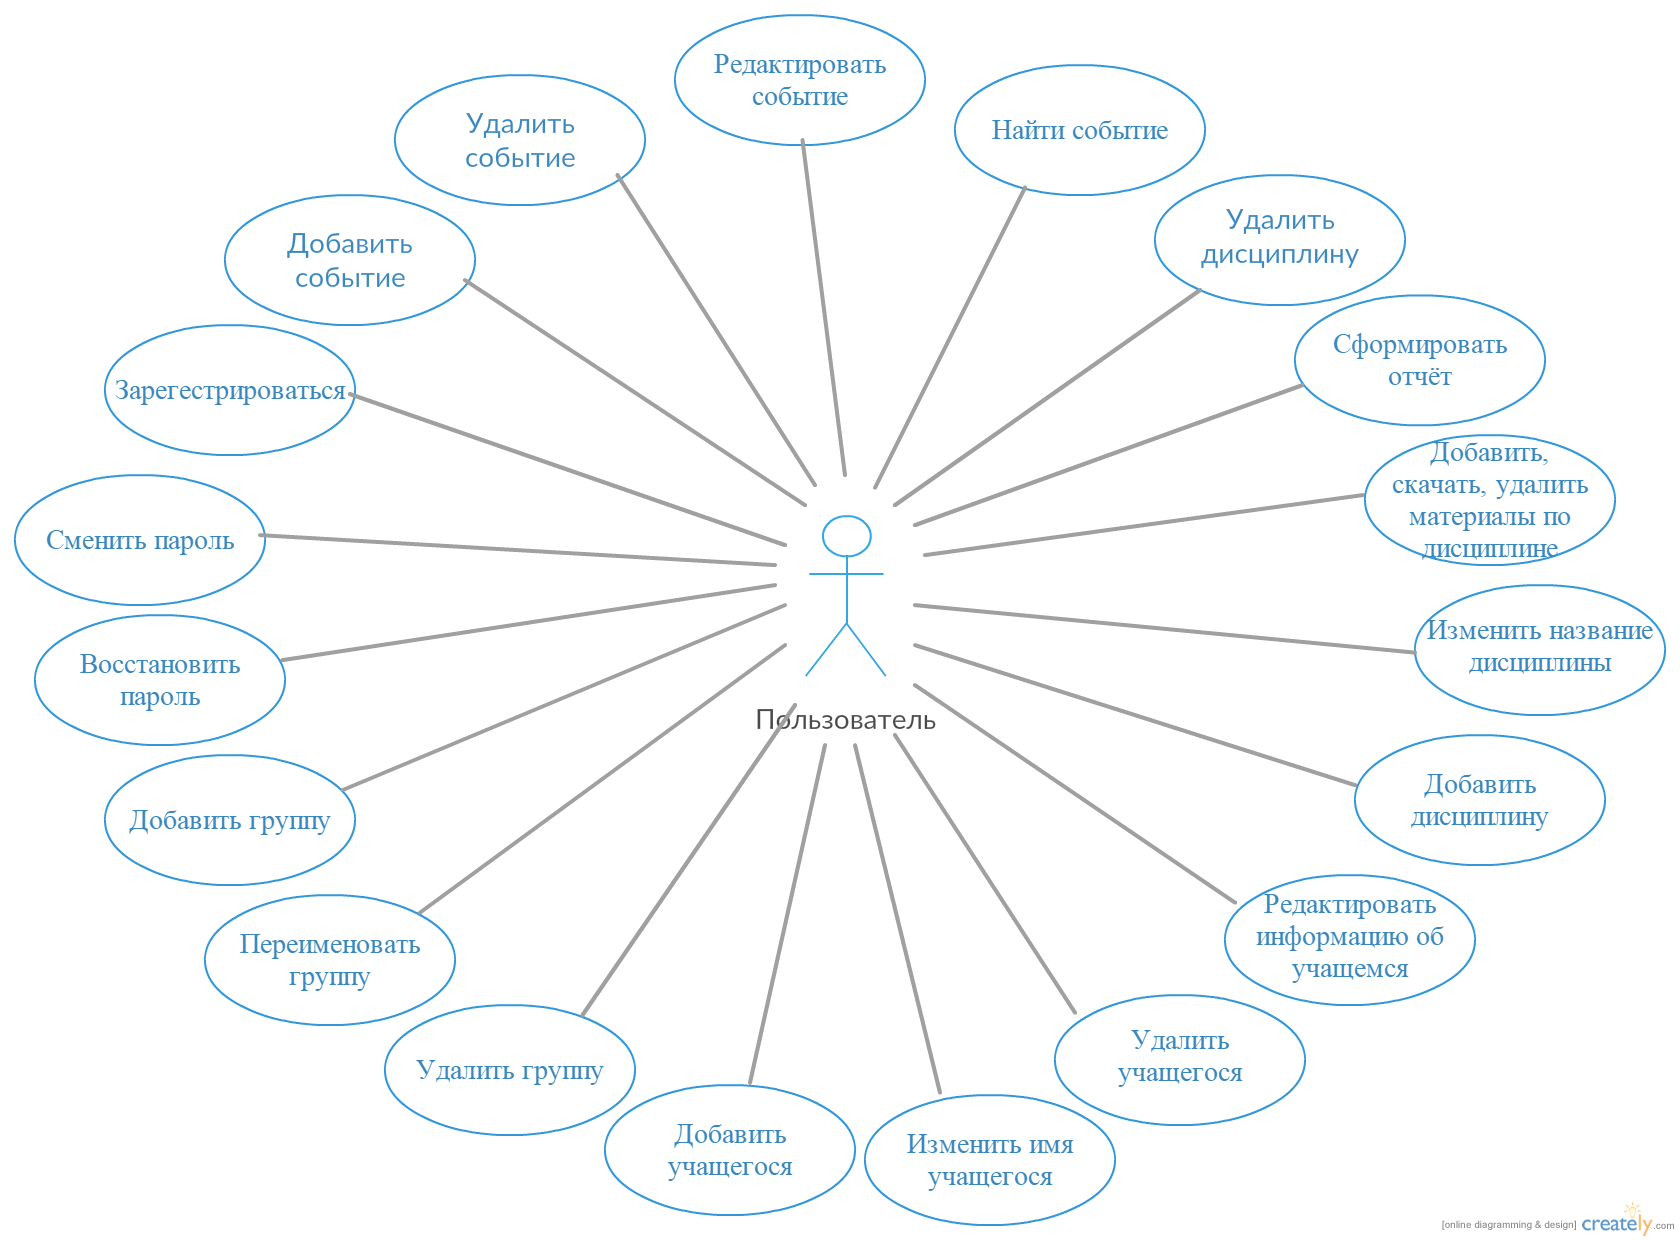 Редактировать
событие
Найти событие
Удалить
событие
Удалить
дисциплину
Добавить
событие
Сформировать
отчёт
Зарегестрироваться
Добавить,
скачать, удалить
материалы по
дисциплине
Сменить пароль
Изменить название
дисциплины
Восстановить
пароль
Пользователь
Добавить
дисциплину
Добавить группу
Редактировать
информацию об
учащемся
Переименовать
группу
Удалить
учащегося
Удалить группу
Добавить
учащегося
Изменить имя
учащегося
[online diagramming & design] creately.com